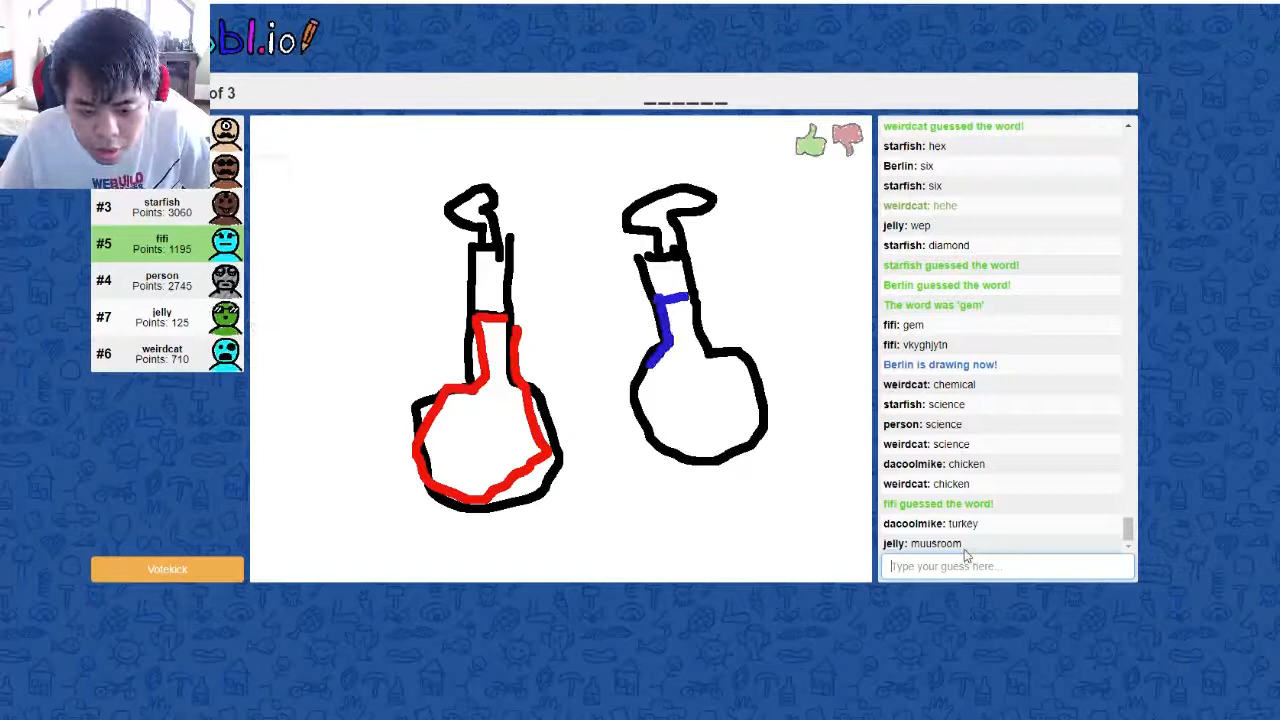 bl.io
of 3
______
#3 starfish
Points: 3060
#5 fifi
Points: 1195
#4 person
Points: 2745
#7 jelly
Points: 125
#6 weirdcat
Points: 710
Votekick
WEBUILD
weirdcat guessed the word!
starfish: hex
Berlin: six
starfish: six
weirdcat: hehe
jelly: wep
starfish: diamond
starfish guessed the word!
Berlin guessed the word!
The word was 'gem'
fifi: gem
fifi: vkyghjytn
Berlin is drawing now!
weirdcat: chemical
starfish: science
person: science
weirdcat: science
dacoolmike: chicken
weirdcat: chicken
fifi guessed the word!
dacoolmike: turkey
jelly: muusroom
Type your guess here...